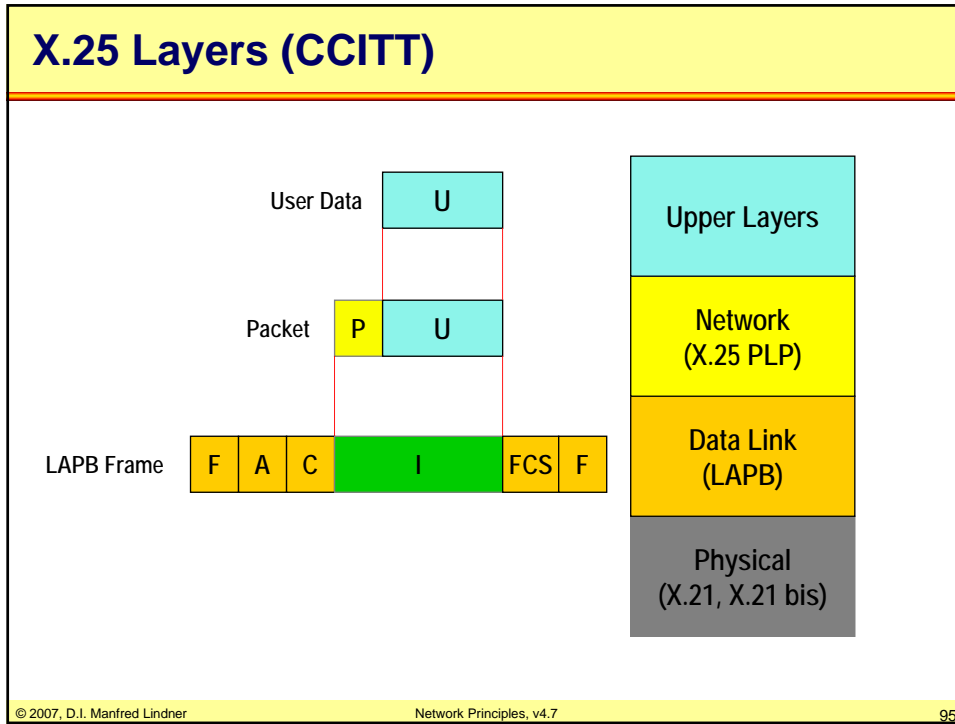 X.25 Layers (CCITT)
User Data U
Packet P U
LAPB Frame F A C I FCS F
Upper Layers
Network
(X.25 PLP)
Data Link
(LAPB)
Physical
(X.21, X.21 bis)
© 2007, D.I. Manfred Lindner Network Principles, v4.7 95